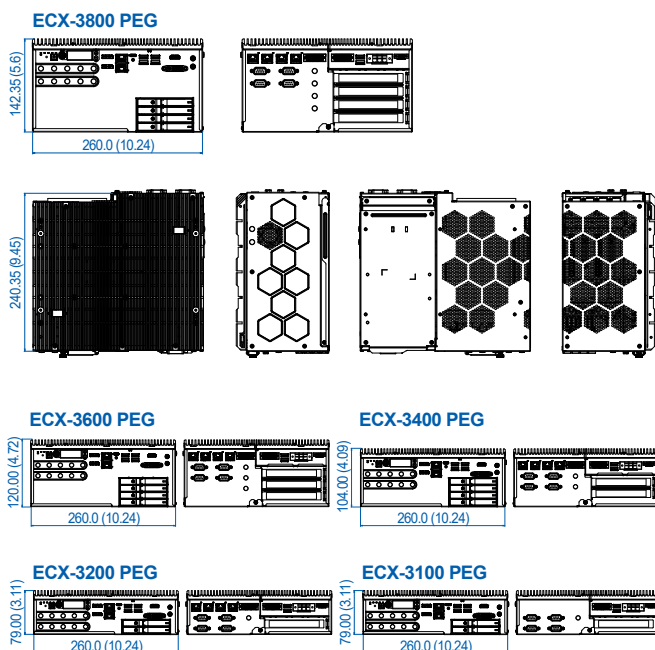 ECX-3800 PEG
142.35 (5.6)
260.0 (10.24)
240.35 (9.45)
ECX-3600 PEG
ECX-3400 PEG
120.00 (4.72)
260.0 (10.24)
104.00 (4.09)
260.0 (10.24)
ECX-3200 PEG
ECX-3100 PEG
79.00 (3.11)
260.0 (10.24)
79.00 (3.11)
260.0 (10.24)